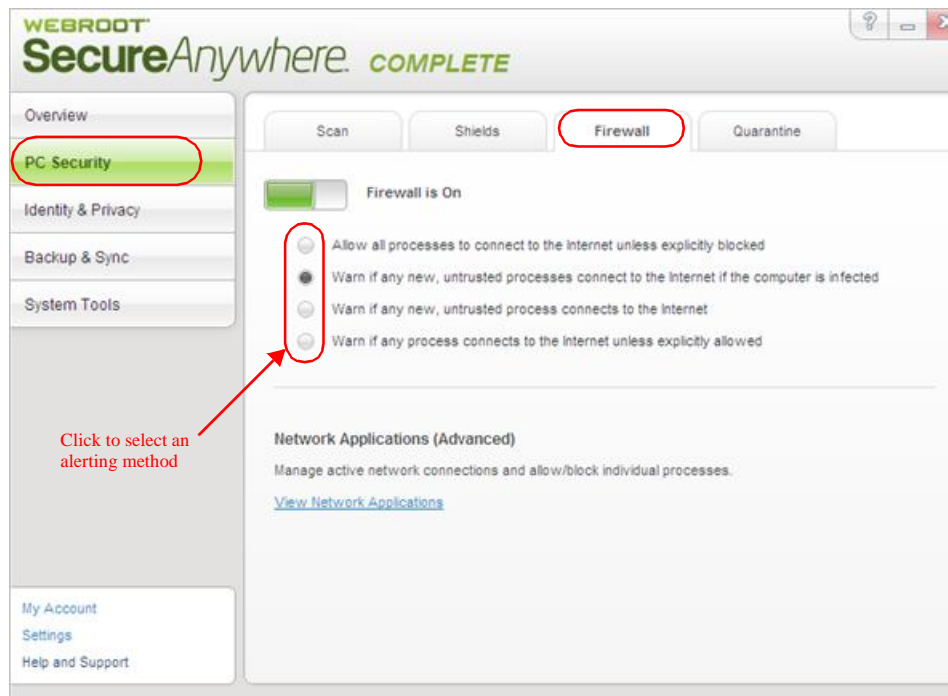 WEBROOT
SecureAnywhere. COMPLETE
?
Overview
PC Security
Identity & Privacy
Backup & Sync
System Tools
Scan
Shields
Firewall
Quarantine
Firewall is On
Allow all processes to connect to the Internet unless explicitly blocked
Warn if any new, untrusted processes connect to the Internet if the computer is infected
Warn if any new, untrusted process connects to the Internet
Warn if any process connects to the Internet unless explicitly allowed
Click to select an
alerting method
Network Applications (Advanced)
Manage active network connections and allow/block individual processes.
View Network Applications
My Account
Settings
Help and Support